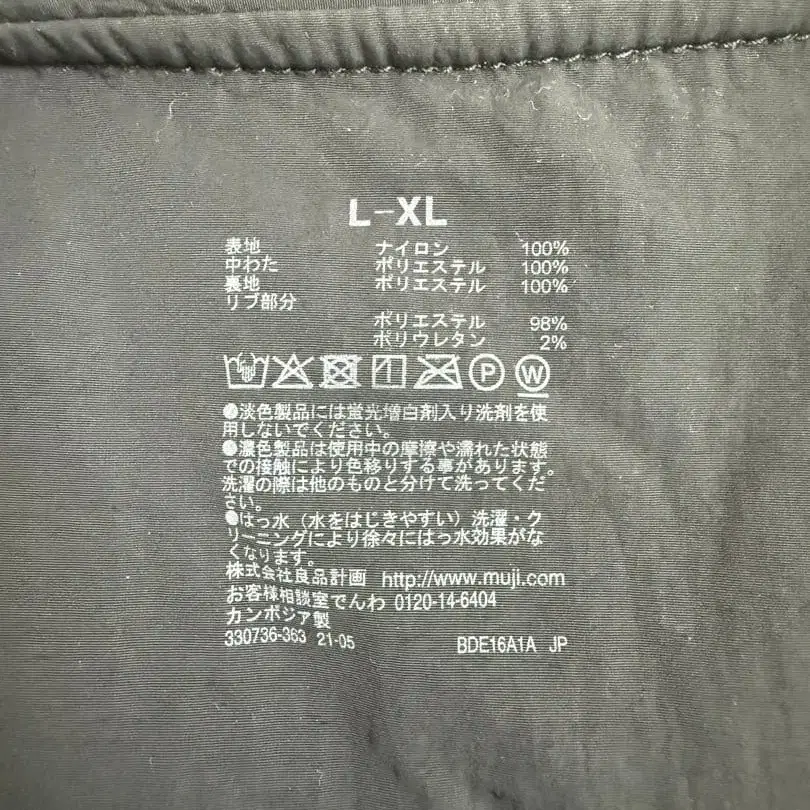 L-XL
表地 ナイロン 100%
中わた ポリエステル 100%
裏地 ポリエステル 100%
リブ部分
ポリエステル 98%
ポリウレタン 2%
P W
●淡色製品には蛍光増白剤入り洗剤を使
用しないでください。
●濃色製品は使用中の摩擦や濡れた状態
での接触により色移りする事があります。
洗濯の際は他のものと分けて洗ってくだ
さい。
●はっ水（水をはじきやすい）洗濯・ク
リーニングにより徐々にはっ水効果がな
くなります。
株式会社良品計画 http://www.muji.com
お客様相談室でんわ 0120-14-6404
カンボジア製
330736-363 21-05 BDE16A1A JP